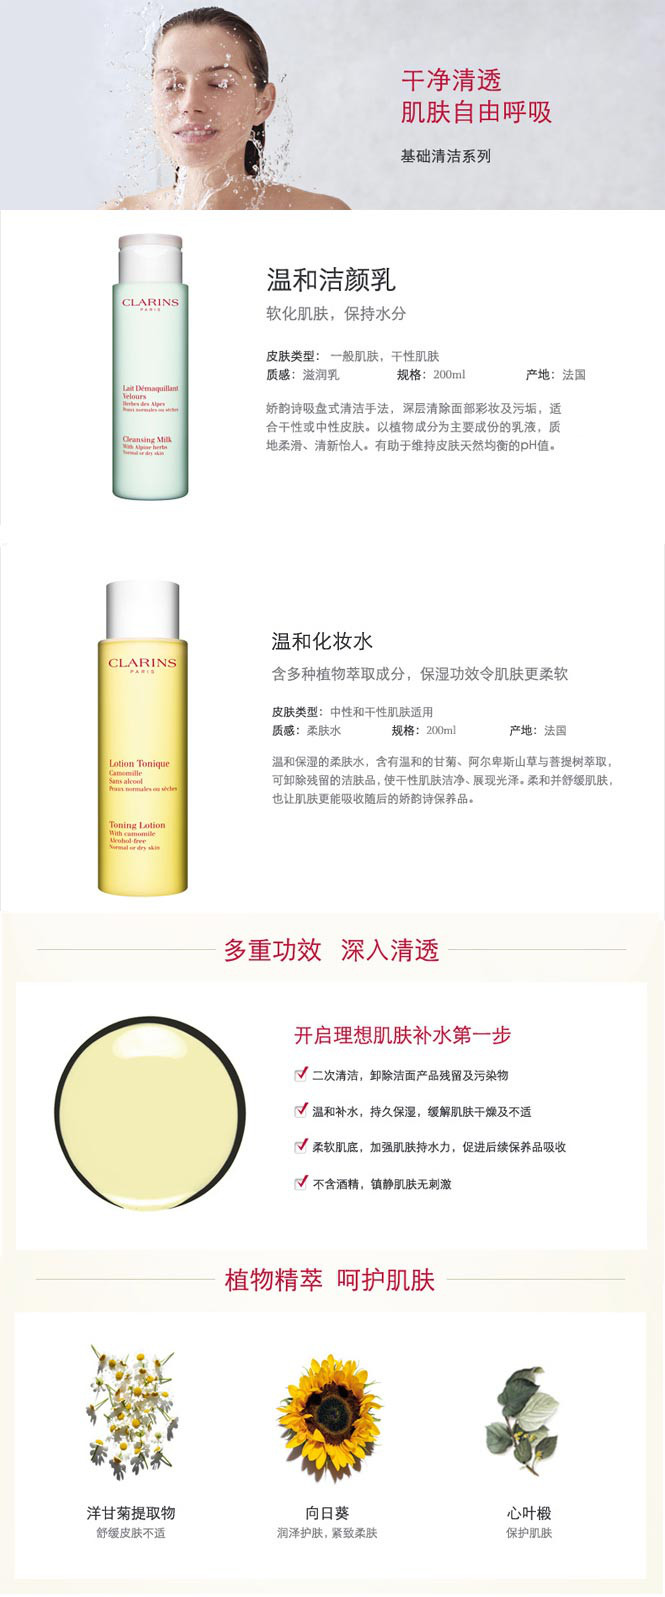 干净清透
肌肤自由呼吸
基础清洁系列
CLARINS
PARIS
Lait Démaquillant
Velours
Herbes des Alpes
Peaux normales ou sèches
Cleansing Milk
With Alpine herbs
Normal or dry skin
温和洁颜乳
软化肌肤，保持水分
皮肤类型： 一般肌肤，干性肌肤
质感：滋润乳 规格：200ml 产地：法国
娇韵诗吸盘式清洁手法，深层清除面部彩妆及污垢，适
合干性或中性皮肤。以植物成分为主要成份的乳液，质
地柔滑、清新怡人。有助于维持皮肤天然均衡的pH值。
CLARINS
PARIS
Lotion Tonique
Camomille
Sans alcool
Peaux normales ou sèches
Toning Lotion
With camomile
Alcohol-free
Normal or dry skin
温和化妆水
含多种植物萃取成分，保湿功效令肌肤更柔软
皮肤类型：中性和干性肌肤适用
质感：柔肤水 规格：200ml 产地：法国
温和保湿的柔肤水，含有温和的甘菊、阿尔卑斯山草与菩提树萃取，
可卸除残留的洁肤品，使干性肌肤洁净、展现光泽。柔和并舒缓肌肤，
也让肌肤更能吸收随后的娇韵诗保养品。
多重功效 深入清透
开启理想肌肤补水第一步
二次清洁，卸除洁面产品残留及污染物
温和补水，持久保湿，缓解肌肤干燥及不适
柔软肌底，加强肌肤持水力，促进后续保养品吸收
不含酒精，镇静肌肤无刺激
植物精萃 呵护肌肤
洋甘菊提取物
舒缓皮肤不适
向日葵
润泽护肤，紧致柔肤
心叶椴
保护肌肤